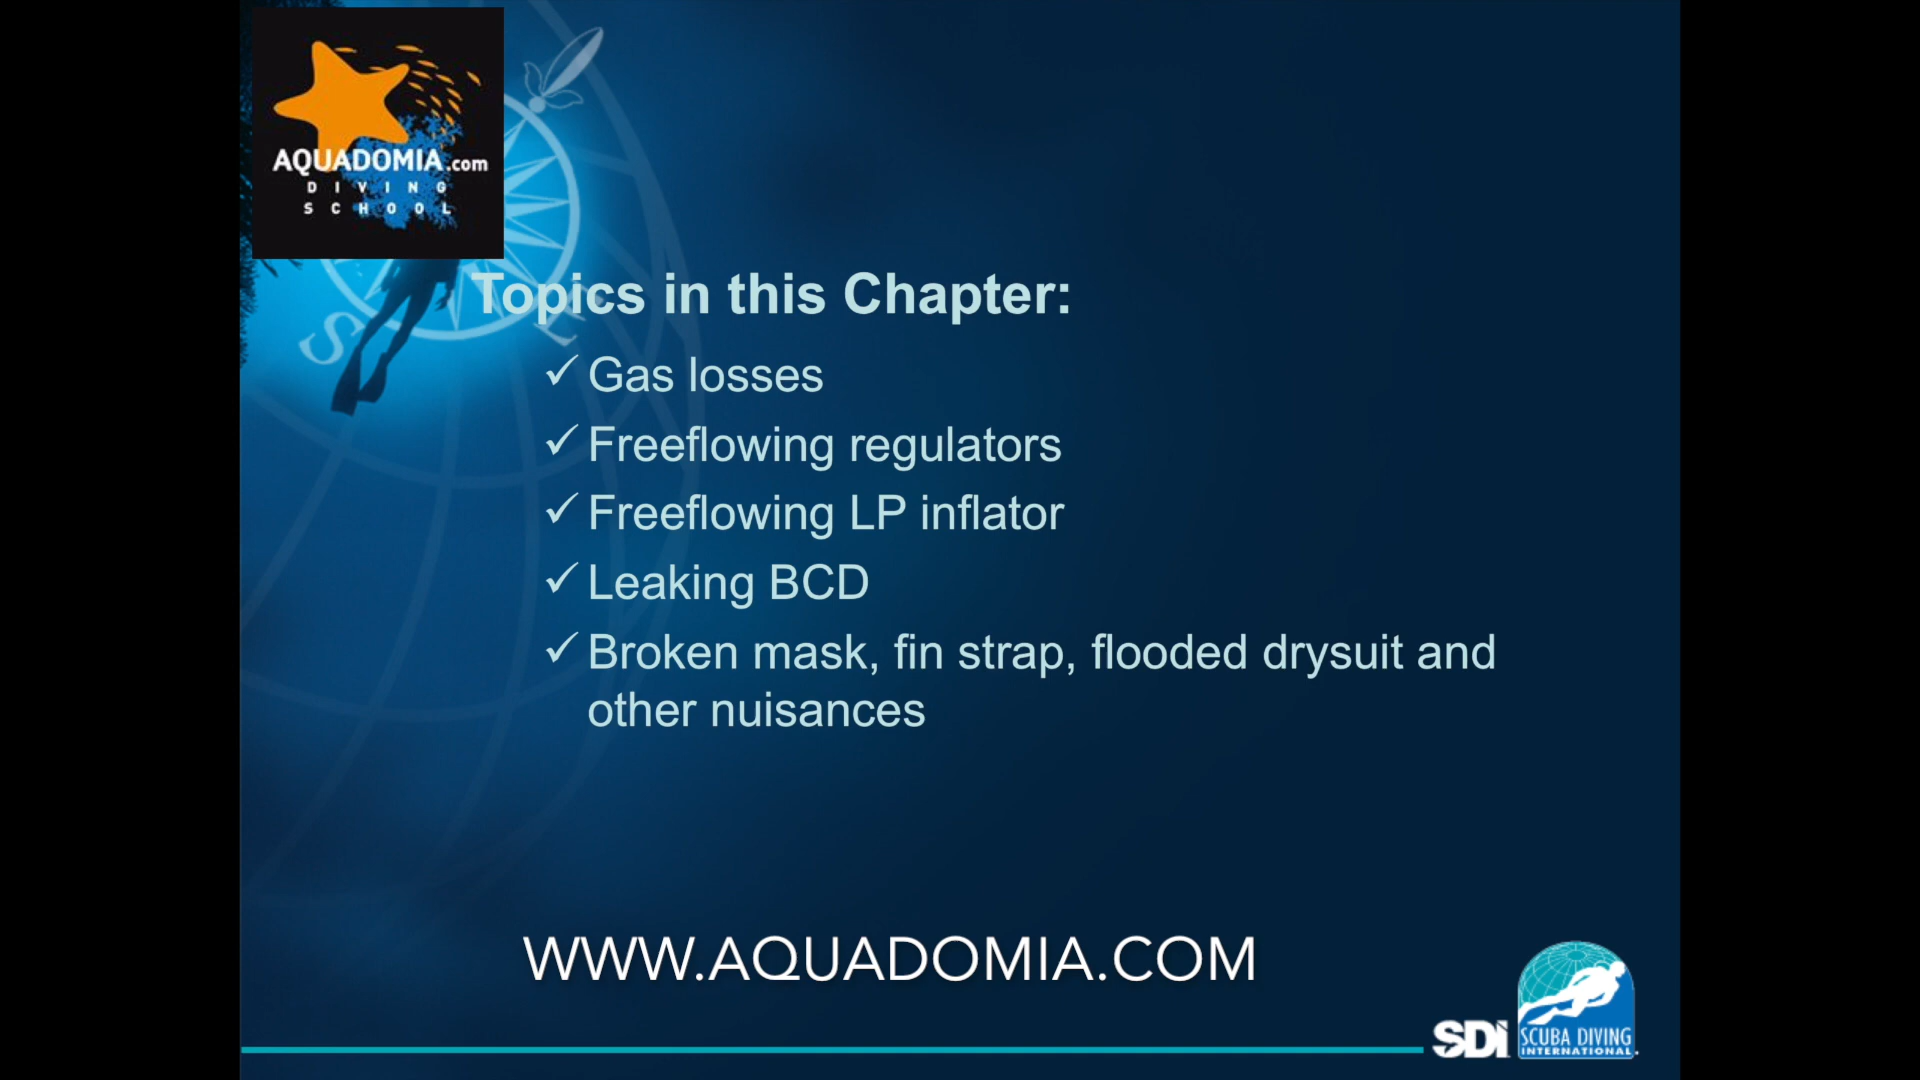 AQUADOMIA.com
DIVING
SCHOOL
S
E
Topics in this Chapter:
✓ Gas losses
✓ Freeflowing regulators
✓ Freeflowing LP inflator
✓ Leaking BCD
✓ Broken mask, fin strap, flooded drysuit and
other nuisances
WWW.AQUADOMIA.COM
SDI
SCUBA DIVING
INTERNATIONAL.